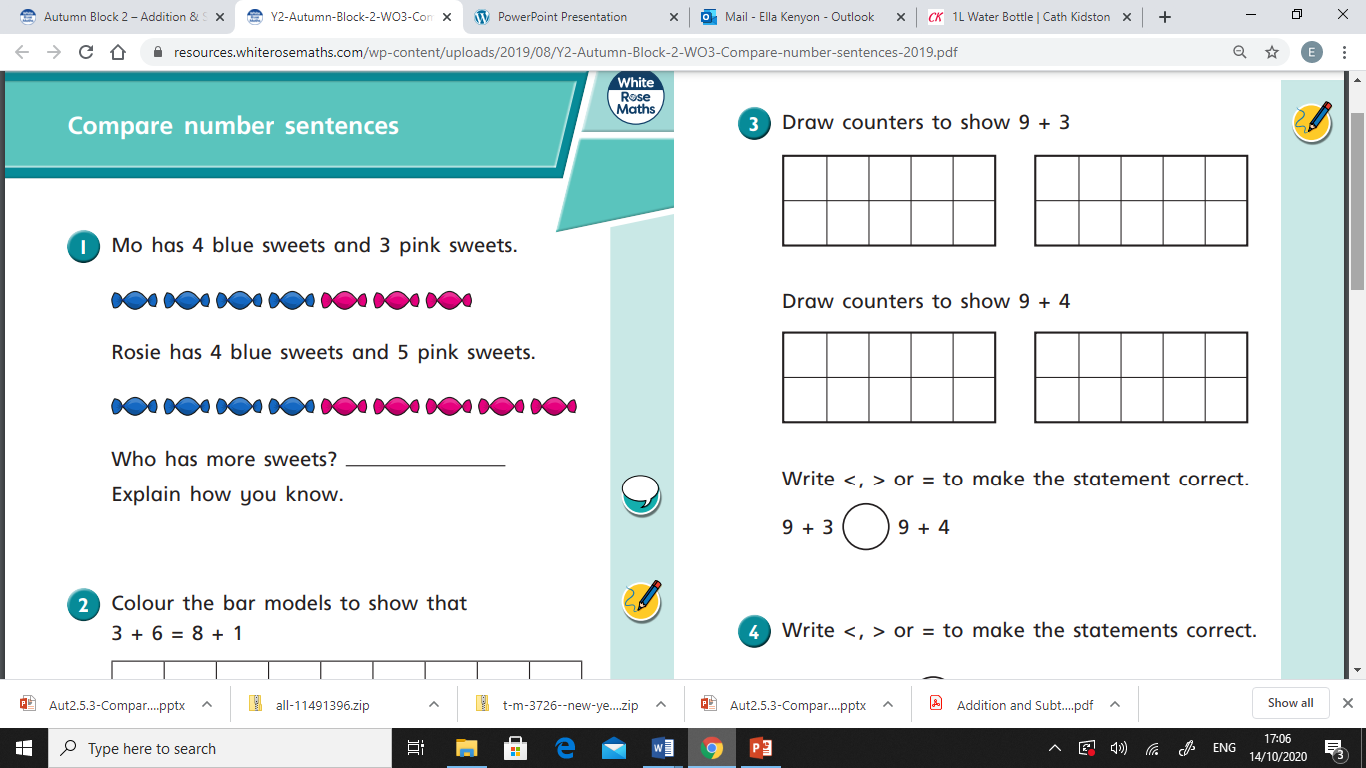 Autumn Block 2 – Addition & S
Y2-Autumn-Block-2-WO3-Con
PowerPoint Presentation
Mail - Ella Kenyon - Outlook
CK
1L Water Bottle | Cath Kidston
resources.whiterosemaths.com/wp-content/uploads/2019/08/Y2-Autumn-Block-2-WO3-Compare-number-sentences-2019.pdf
E
Compare number sentences
White
Rose
Maths
1 Mo has 4 blue sweets and 3 pink sweets.
Rosie has 4 blue sweets and 5 pink sweets.
Who has more sweets?
Explain how you know.
2 Colour the bar models to show that
3 + 6 = 8 + 1
3 Draw counters to show 9 + 3
Draw counters to show 9 + 4
Write <, > or = to make the statement correct.
9 + 3 9 + 4
4 Write <, > or = to make the statements correct.
Aut2.5.3-Compar....pptx
all-11491396.zip
t-m-3726--new-ye....zip
Aut2.5.3-Compar....pptx
Addition and Subt....pdf
Show all
Type here to search
ENG
17:06
14/10/2020
3